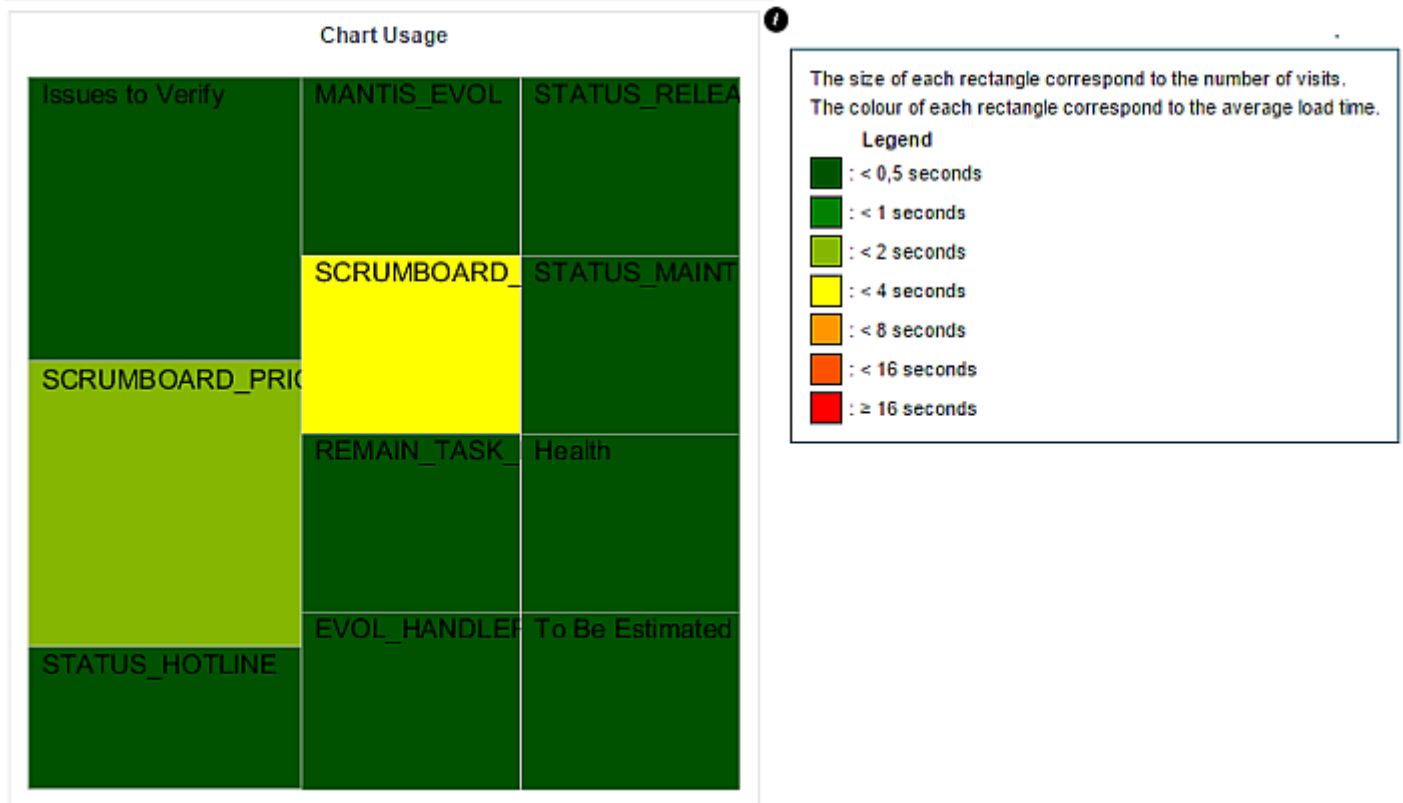 Chart Usage
i
Issues to Verify
MANTIS_EVOL
STATUS_RELEA
SCRUMBOARD_
STATUS_MAINT
SCRUMBOARD_PRIO
REMAIN_TASK_
Health
EVOL_HANDLER
To Be Estimated
STATUS_HOTLINE
The size of each rectangle correspond to the number of visits.
The colour of each rectangle correspond to the average load time.
Legend
: < 0,5 seconds
: < 1 seconds
: < 2 seconds
: < 4 seconds
: < 8 seconds
: < 16 seconds
: ≥ 16 seconds